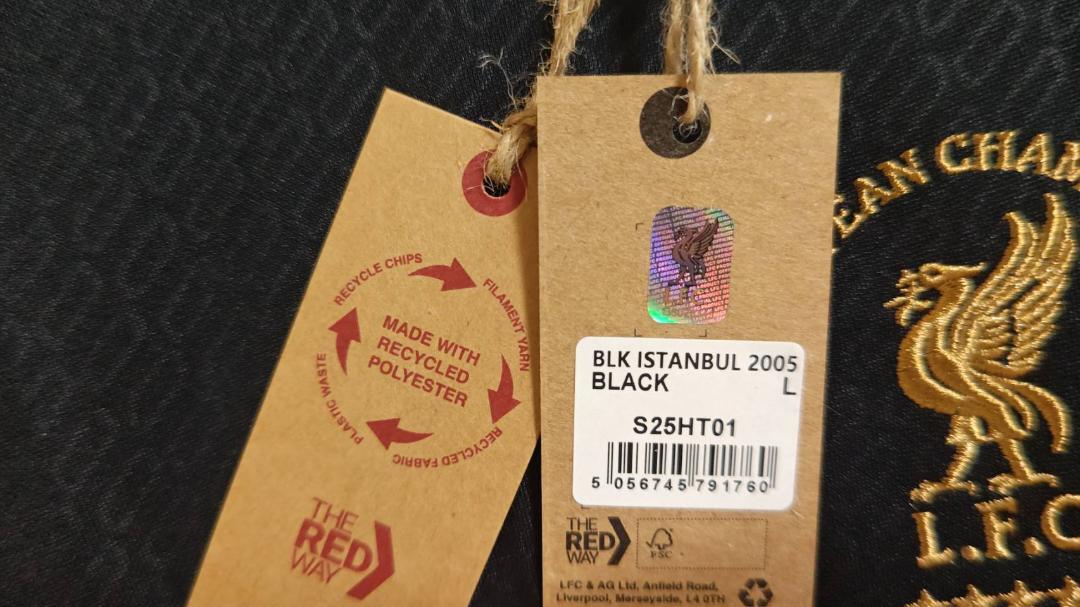 RECYCLE CHIPS
FILAMENT YARN
RECYCLED FABRIC
PLASTIC WASTE
MADE WITH
RECYCLED
POLYESTER
THE
RED
WAY
BLK ISTANBUL 2005
BLACK L
S25HT01
5 056745 791760
THE
RED
WAY
FSC
LFC & AG Ltd, Anfield Road,
Liverpool, Merseyside, L4 0TH
EAN CHAM
L.F.C